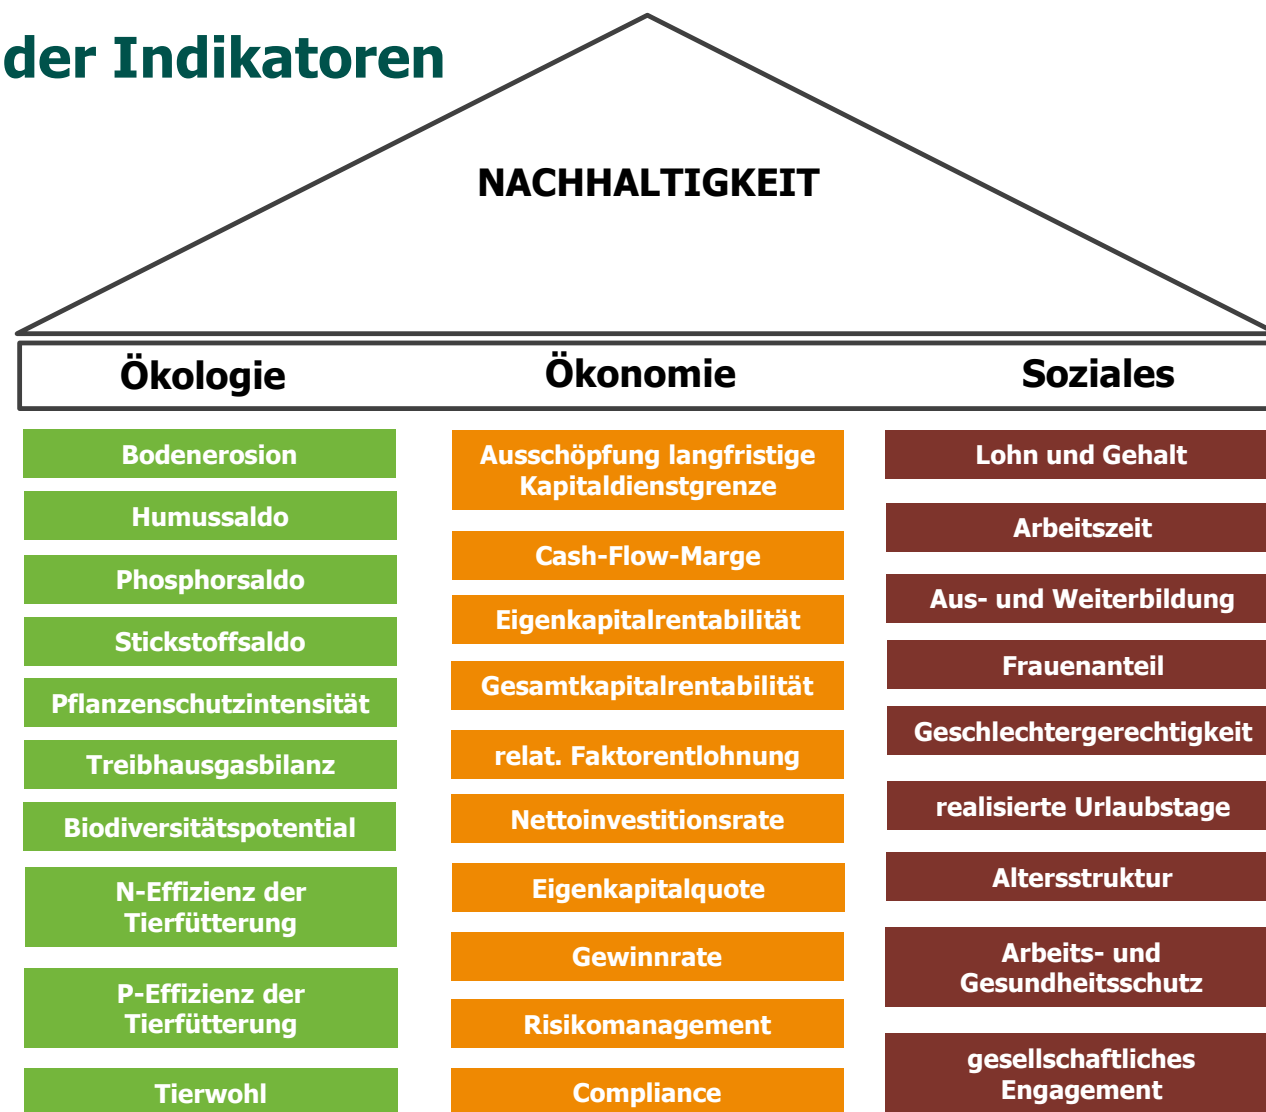 der Indikatoren
NACHHALTIGKEIT
Ökologie
Ökonomie
Soziales
Bodenerosion
Humussaldo
Phosphorsaldo
Stickstoffsaldo
Pflanzenschutzintensität
Treibhausgasbilanz
Biodiversitätspotential
N-Effizienz der
Tierfütterung
P-Effizienz der
Tierfütterung
Tierwohl
Ausschöpfung langfristige
Kapitaldienstgrenze
Cash-Flow-Marge
Eigenkapitalrentabilität
Gesamtkapitalrentabilität
relat. Faktorentlohnung
Nettoinvestitionsrate
Eigenkapitalquote
Gewinnrate
Risikomanagement
Compliance
Lohn und Gehalt
Arbeitszeit
Aus- und Weiterbildung
Frauenanteil
Geschlechtergerechtigkeit
realisierte Urlaubstage
Altersstruktur
Arbeits- und
Gesundheitsschutz
gesellschaftliches
Engagement